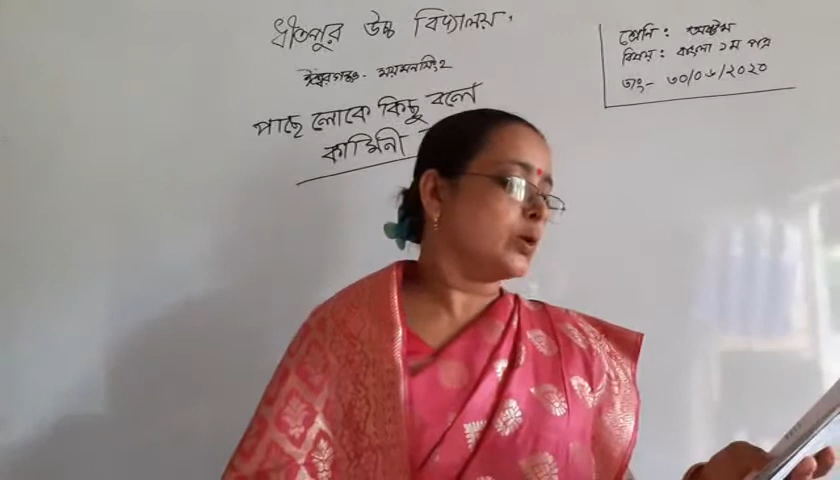 ধীতপুর উচ্চ বিদ্যালয়।
ঈশ্বরগঞ্জ- ময়মনসিংহ
পাছে লোকে কিছু বলে
কামিনী
শ্রেনি : অষ্টম
বিষয় : বাংলা ১ম পত্র
তাং- ৩০/০৬/২০২০